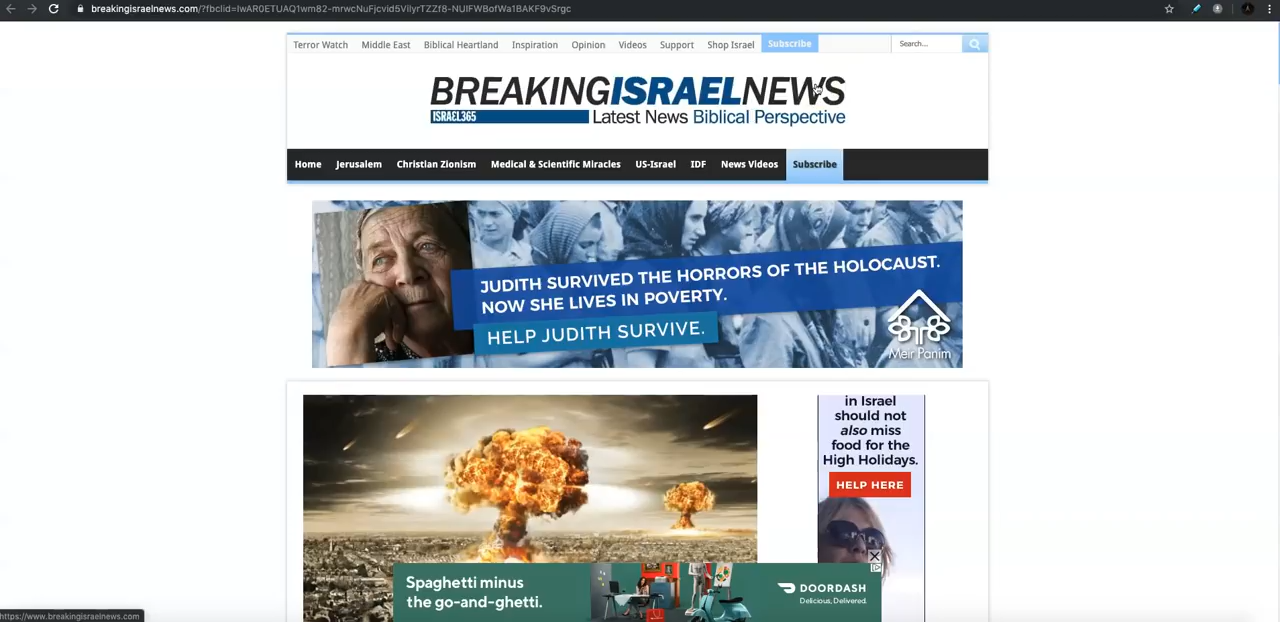 breakingisraelnews.com/?fbclid=IwAR0ETUAQ1wm82-mrwcNuFjcvid5VilyrTZZf8-NUIFWBofWa1BAKF9vSrgc
Terror Watch Middle East Biblical Heartland Inspiration Opinion Videos Support Shop Israel Subscribe Search...
BREAKINGISRAELNEWS
ISRAEL365 Latest News Biblical Perspective
Home Jerusalem Christian Zionism Medical & Scientific Miracles US-Israel IDF News Videos Subscribe
JUDITH SURVIVED THE HORRORS OF THE HOLOCAUST.
NOW SHE LIVES IN POVERTY.
HELP JUDITH SURVIVE.
Meir Panim
in Israel
should not
also miss
food for the
High Holidays.
HELP HERE
Spaghetti minus
the go-and-ghetti.
DOORDASH
Delicious, Delivered.
https://www.breakingisraelnews.com